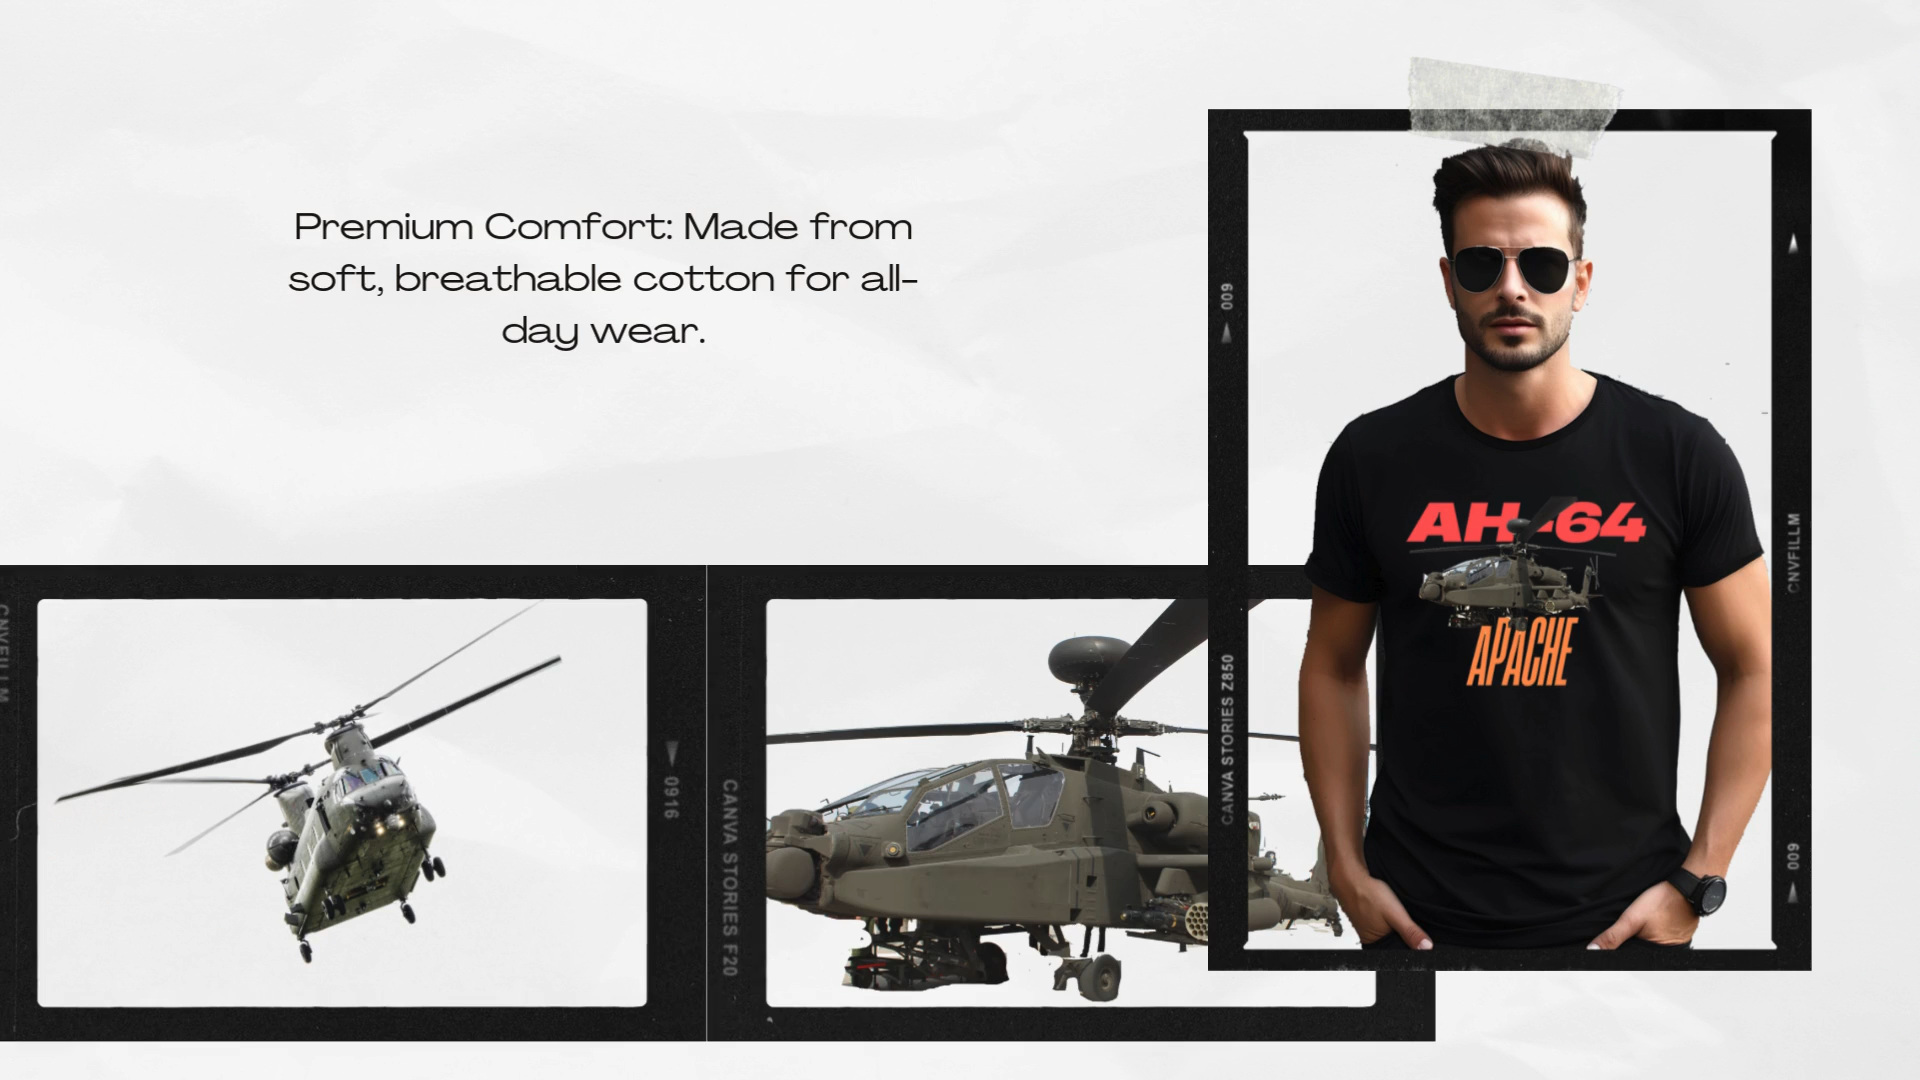 Premium Comfort: Made from
soft, breathable cotton for all-
day wear.
009
CNVFILLM
CANVA STORIES Z850
009
AH-64
APACHE
CNVFILLM
0916
CANVA STORIES F20